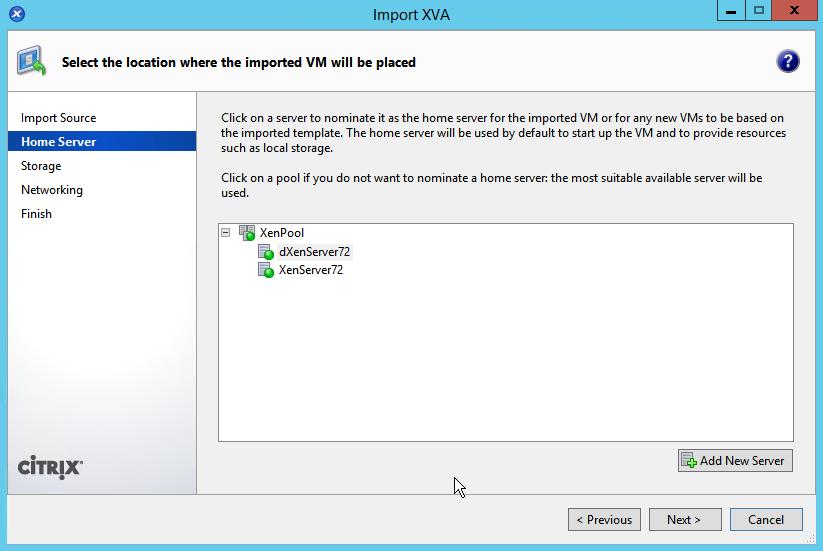 Import XVA
Select the location where the imported VM will be placed
?
Import Source
Home Server
Storage
Networking
Finish
Click on a server to nominate it as the home server for the imported VM or for any new VMs to be based on
the imported template. The home server will be used by default to start up the VM and to provide resources
such as local storage.
Click on a pool if you do not want to nominate a home server: the most suitable available server will be
used.
XenPool
dXenServer72
XenServer72
CITRIX
Add New Server
< Previous
Next >
Cancel